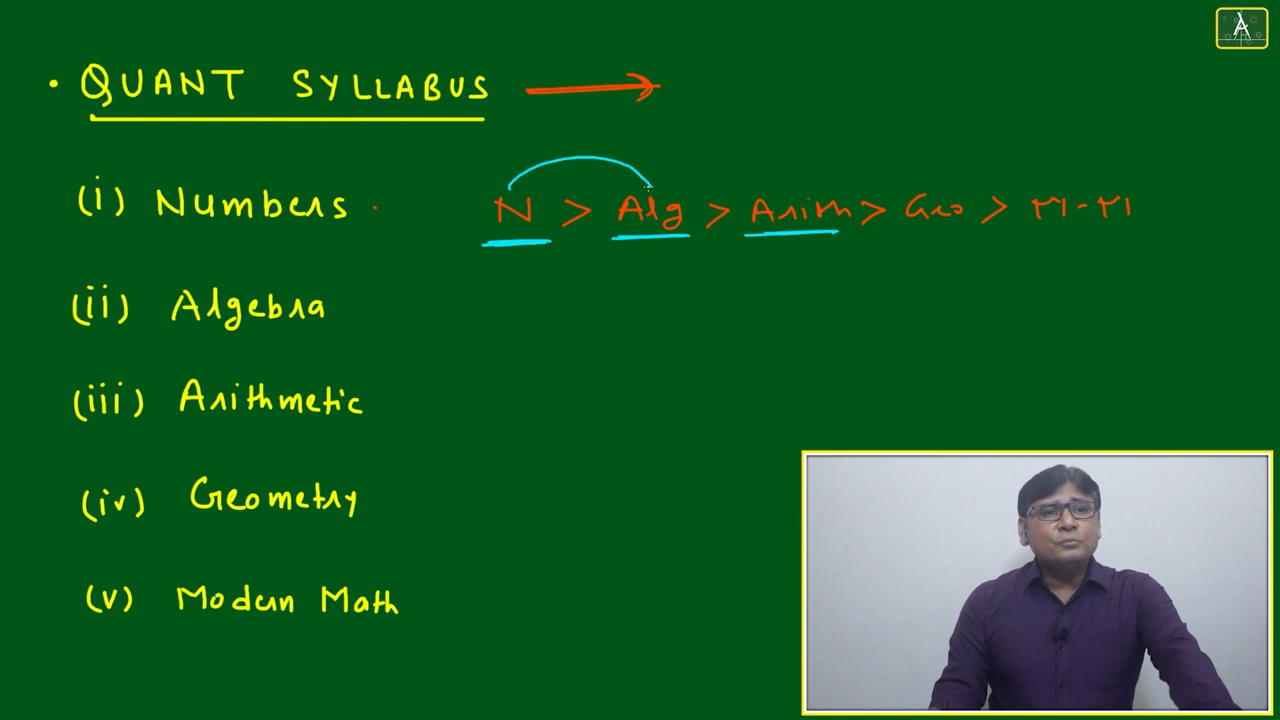 A
• QUANT SYLLABUS →
(i) Numbers. N > Alg > Arith > Geo > M-M
(ii) Algebra
(iii) Arithmetic
(iv) Geometry
(v) Modern Math